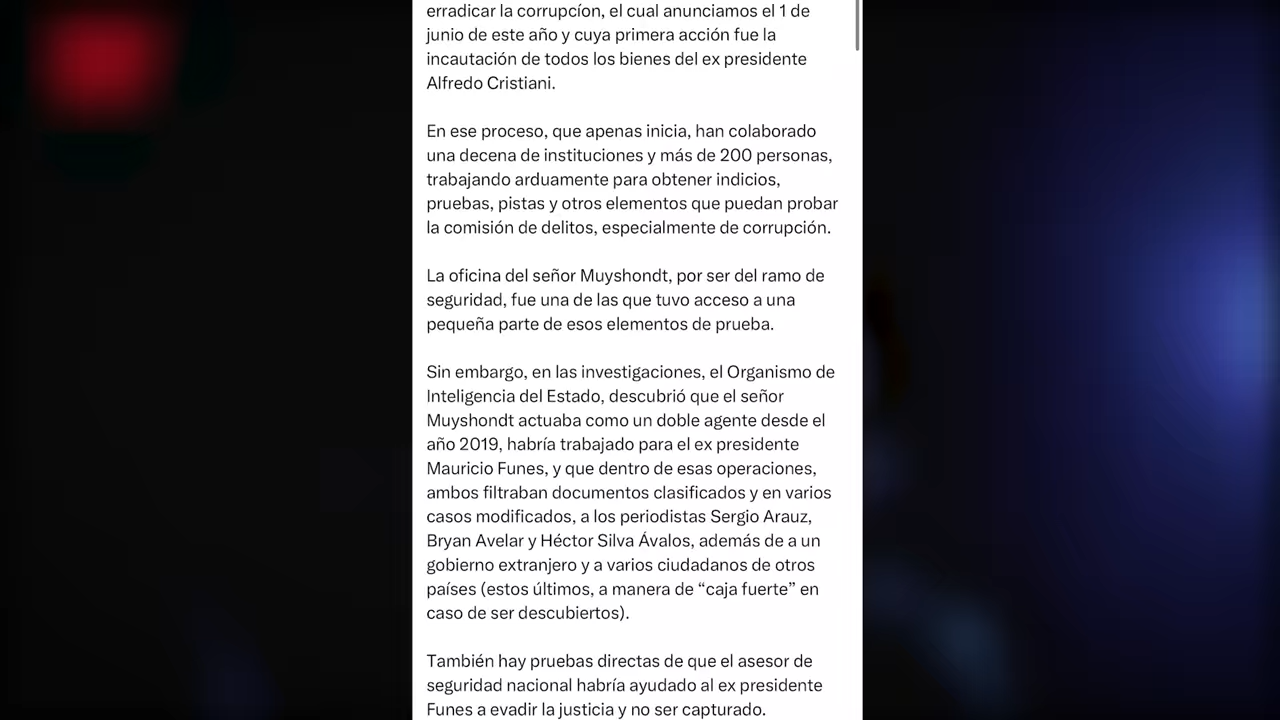 erradicar la corrupcíon, el cual anunciamos el 1 de
junio de este año y cuya primera acción fue la
incautación de todos los bienes del ex presidente
Alfredo Cristiani.
En ese proceso, que apenas inicia, han colaborado
una decena de instituciones y más de 200 personas,
trabajando arduamente para obtener indicios,
pruebas, pistas y otros elementos que puedan probar
la comisión de delitos, especialmente de corrupción.
La oficina del señor Muyshondt, por ser del ramo de
seguridad, fue una de las que tuvo acceso a una
pequeña parte de esos elementos de prueba.
Sin embargo, en las investigaciones, el Organismo de
Inteligencia del Estado, descubrió que el señor
Muyshondt actuaba como un doble agente desde el
año 2019, habría trabajado para el ex presidente
Mauricio Funes, y que dentro de esas operaciones,
ambos filtraban documentos clasificados y en varios
casos modificados, a los periodistas Sergio Arauz,
Bryan Avelar y Héctor Silva Ávalos, además de a un
gobierno extranjero y a varios ciudadanos de otros
países (estos últimos, a manera de “caja fuerte” en
caso de ser descubiertos).
También hay pruebas directas de que el asesor de
seguridad nacional habría ayudado al ex presidente
Funes a evadir la justicia y no ser capturado.